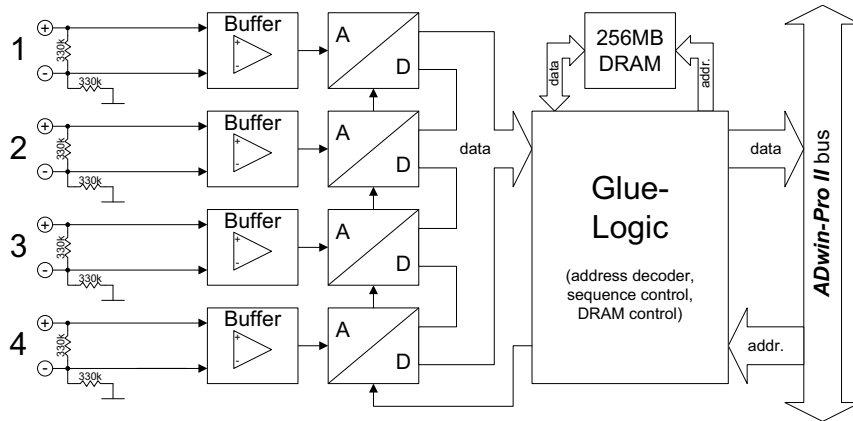 1
+
-
330k
330k
Buffer
+
-
A
D
2
+
-
330k
330k
Buffer
+
-
A
D
3
+
-
330k
330k
Buffer
+
-
A
D
4
+
-
330k
330k
Buffer
+
-
A
D
data
data
256MB
DRAM
addr.
Glue-
Logic
(address decoder,
sequence control,
DRAM control)
data
addr.
ADwin-Pro II bus